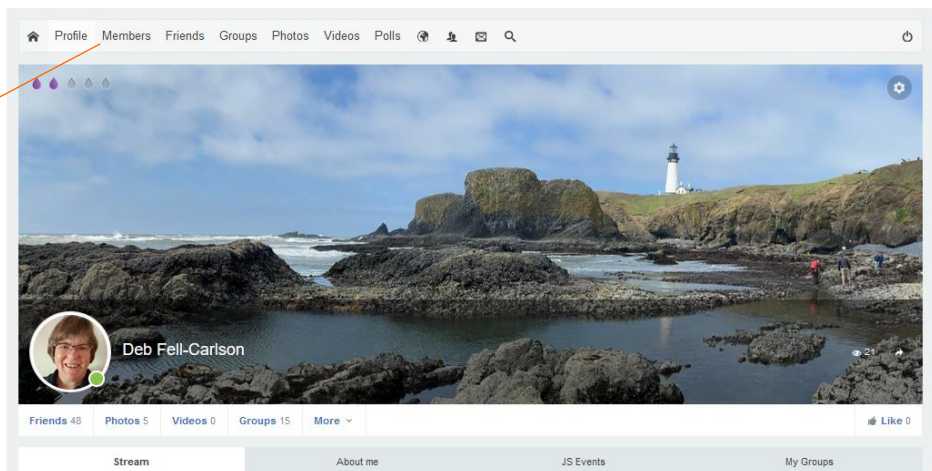 Profile Members Friends Groups Photos Videos Polls
Deb Fell-Carlson
21
Friends 48 Photos 5 Videos 0 Groups 15 More Like 0
Stream About me JS Events My Groups